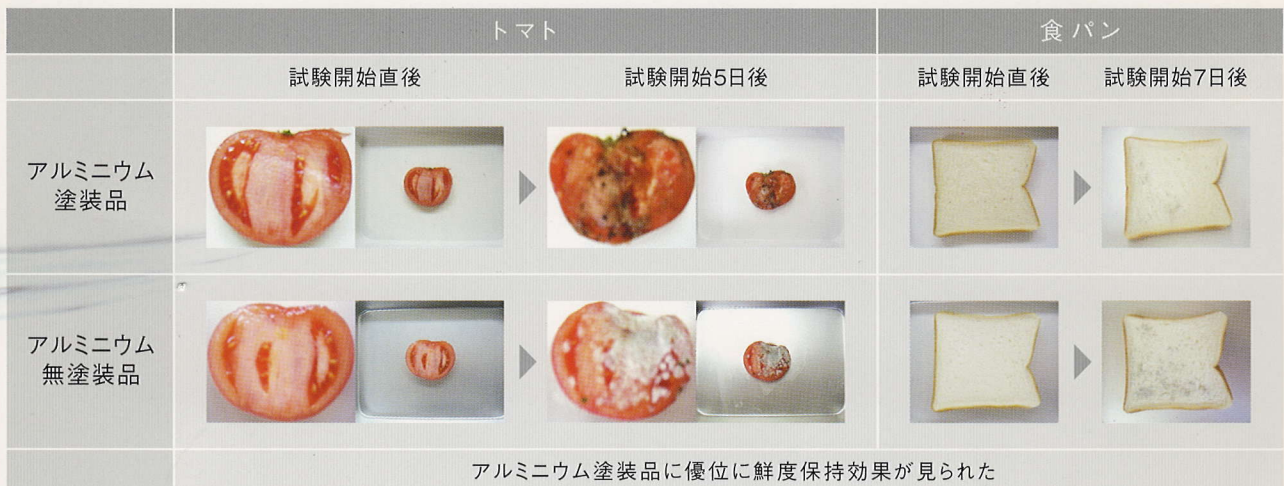 トマト
食パン
試験開始直後
試験開始5日後
試験開始直後
試験開始7日後
アルミニウム
塗装品
アルミニウム
無塗装品
アルミニウム塗装品に優位に鮮度保持効果が見られた